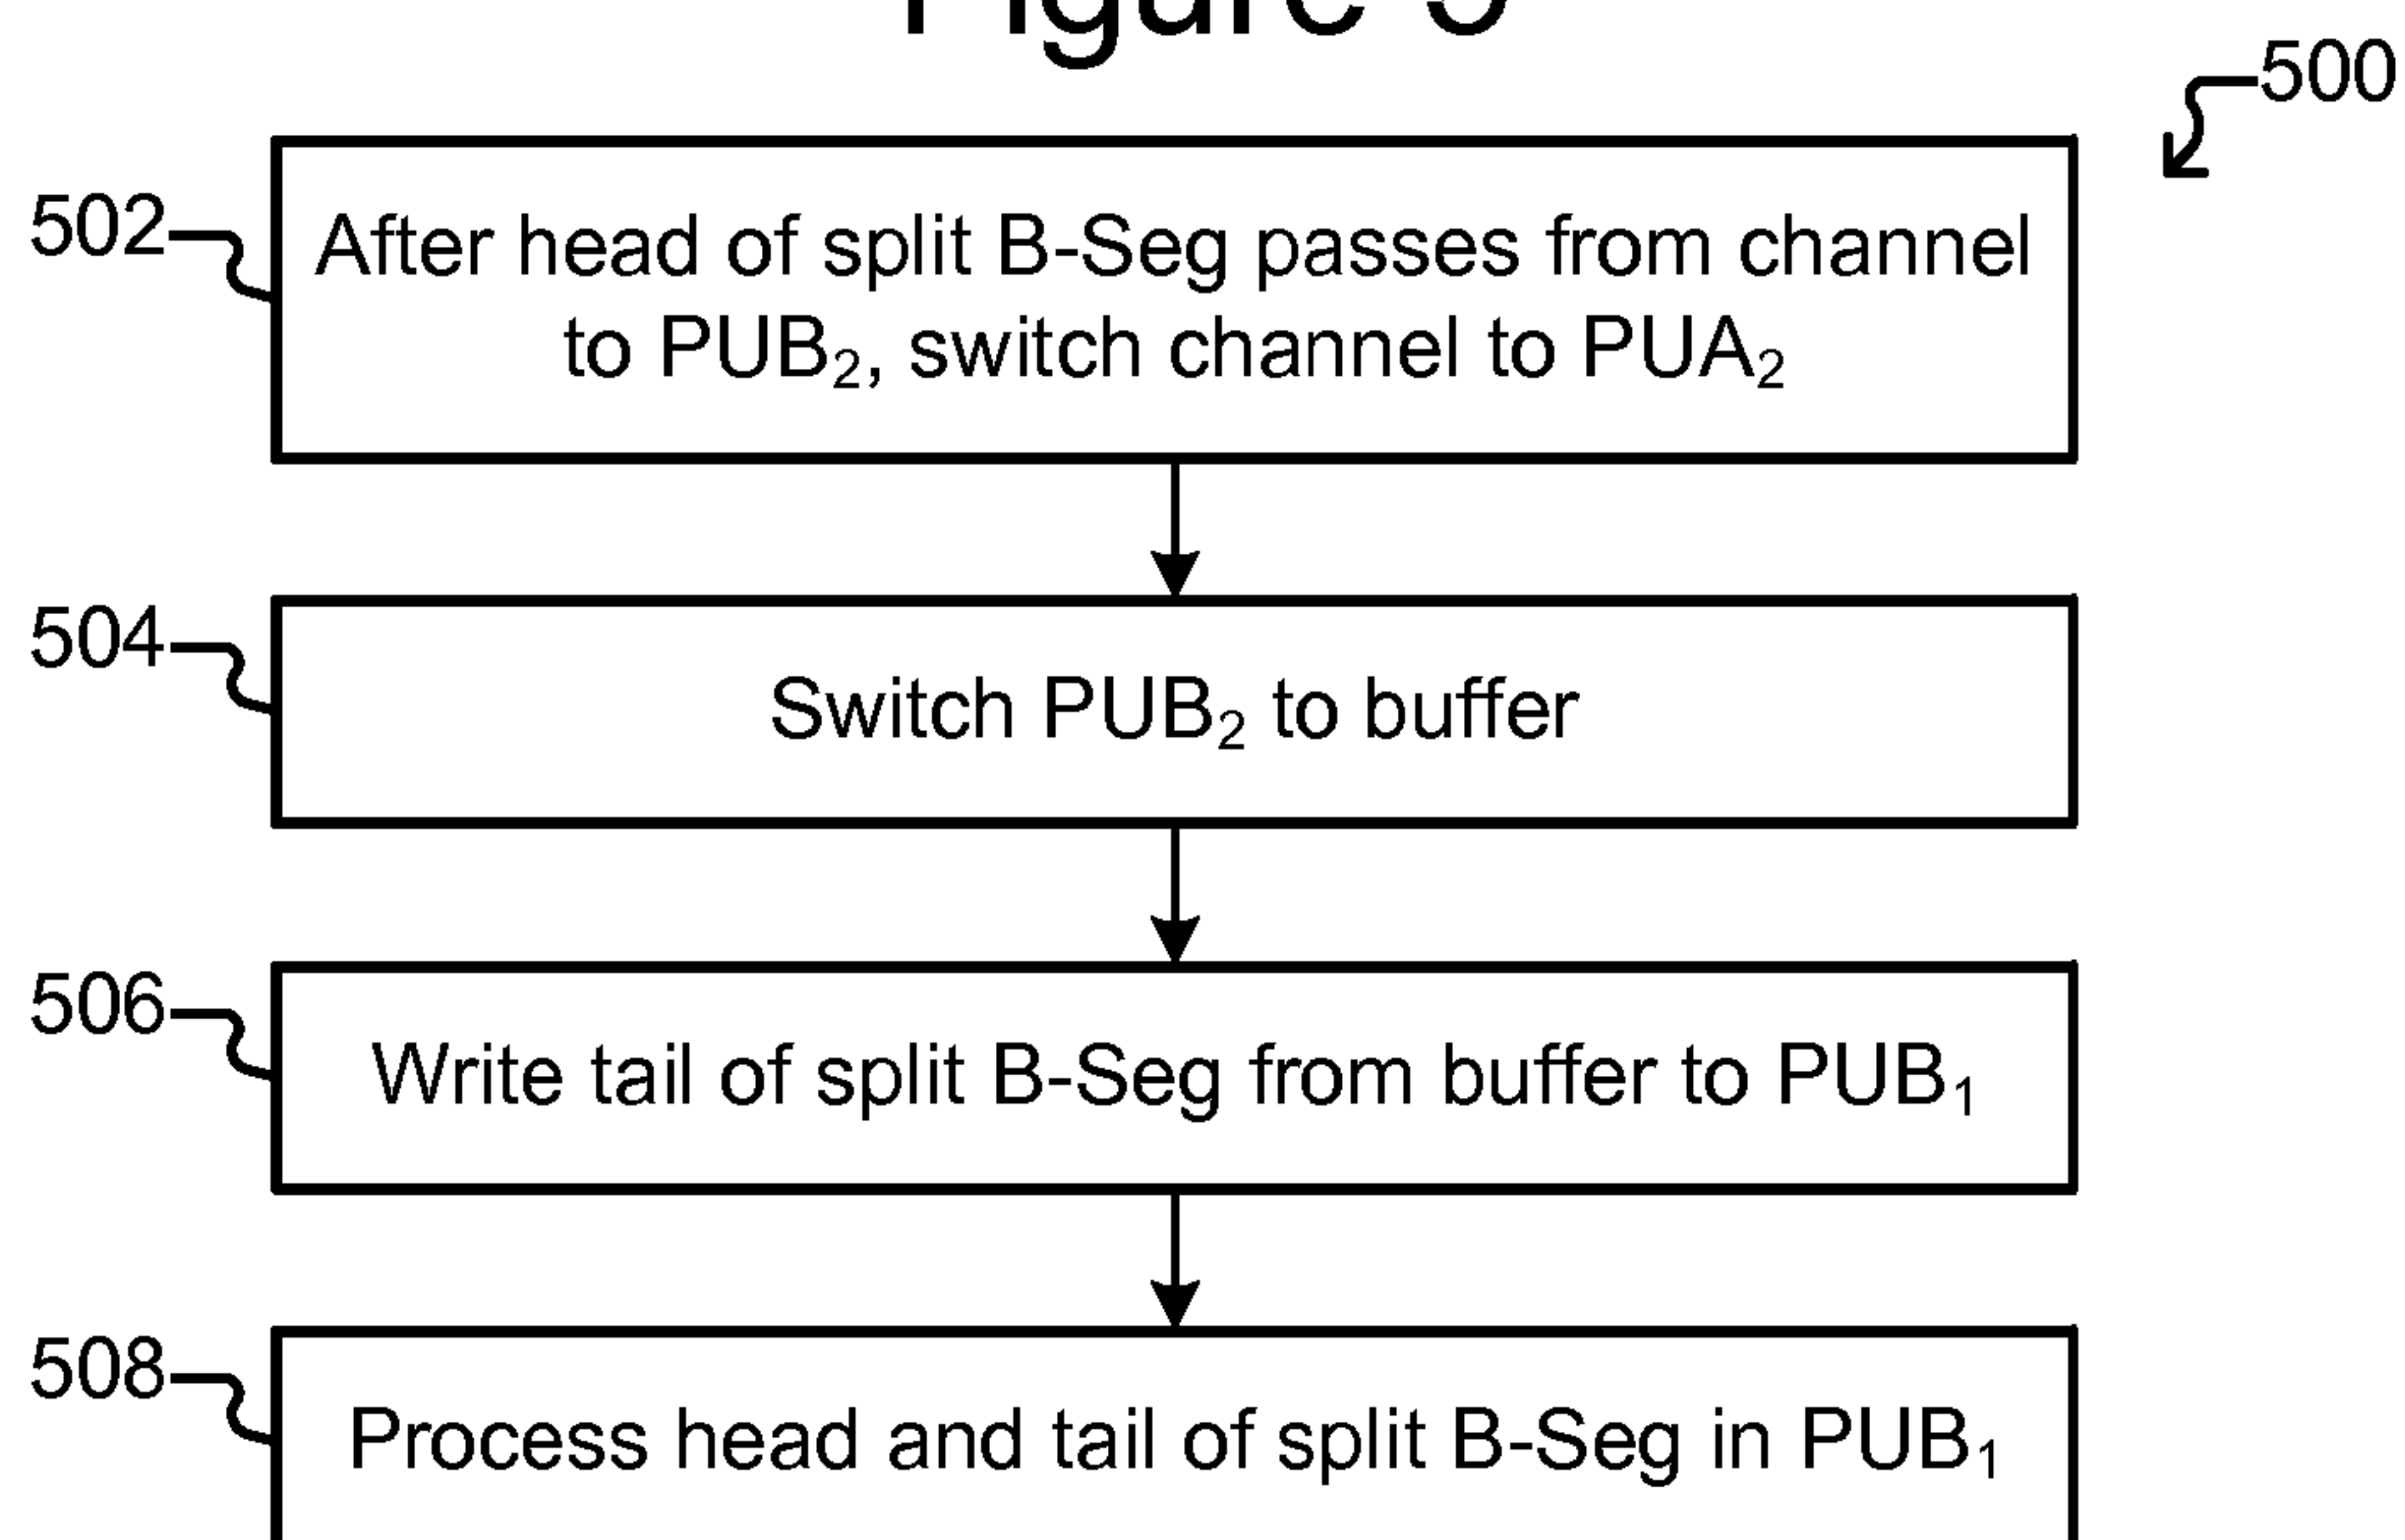 Figure 5
500
502
After head of split B-Seg passes from channel
to PUB₂, switch channel to PUA₂
504
Switch PUB₂ to buffer
506
Write tail of split B-Seg from buffer to PUB₁
508
Process head and tail of split B-Seg in PUB₁